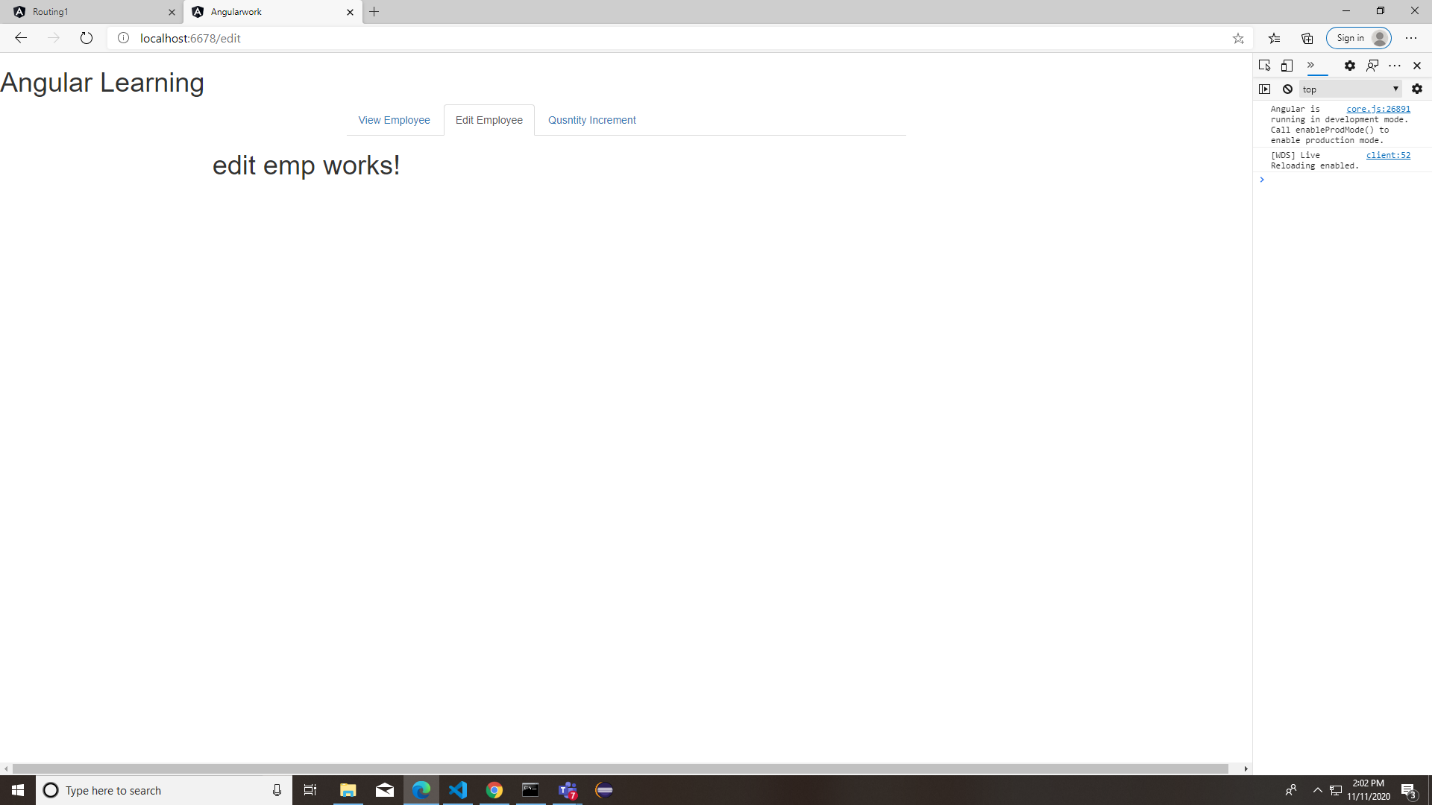 Routing1
Angularwork
localhost:6678/edit
Sign in
Angular Learning
View Employee
Edit Employee
Qusntity Increment
edit emp works!
top
Angular is core.js:26891
running in development mode.
Call enableProdMode() to
enable production mode.
[WDS] Live client:52
Reloading enabled.
Type here to search
7
2:02 PM
11/11/2020
3